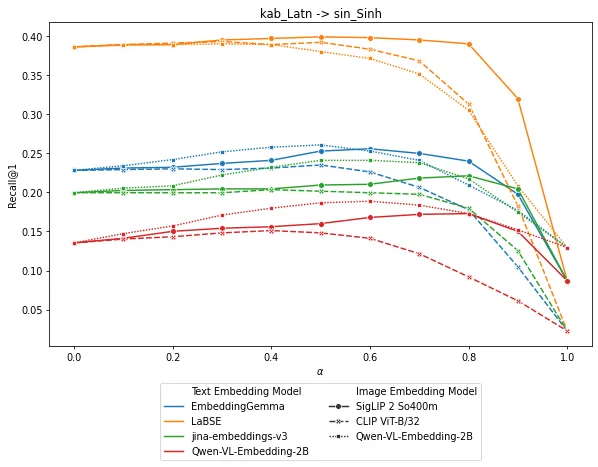 kab_Latn -> sin_Sinh
Recall@1
0.40
0.35
0.30
0.25
0.20
0.15
0.10
0.05
0.0 0.2 0.4 0.6 0.8 1.0
α
Text Embedding Model Image Embedding Model
EmbeddingGemma SigLIP 2 So400m
LaBSE CLIP ViT-B/32
jina-embeddings-v3 Qwen-VL-Embedding-2B
Qwen-VL-Embedding-2B